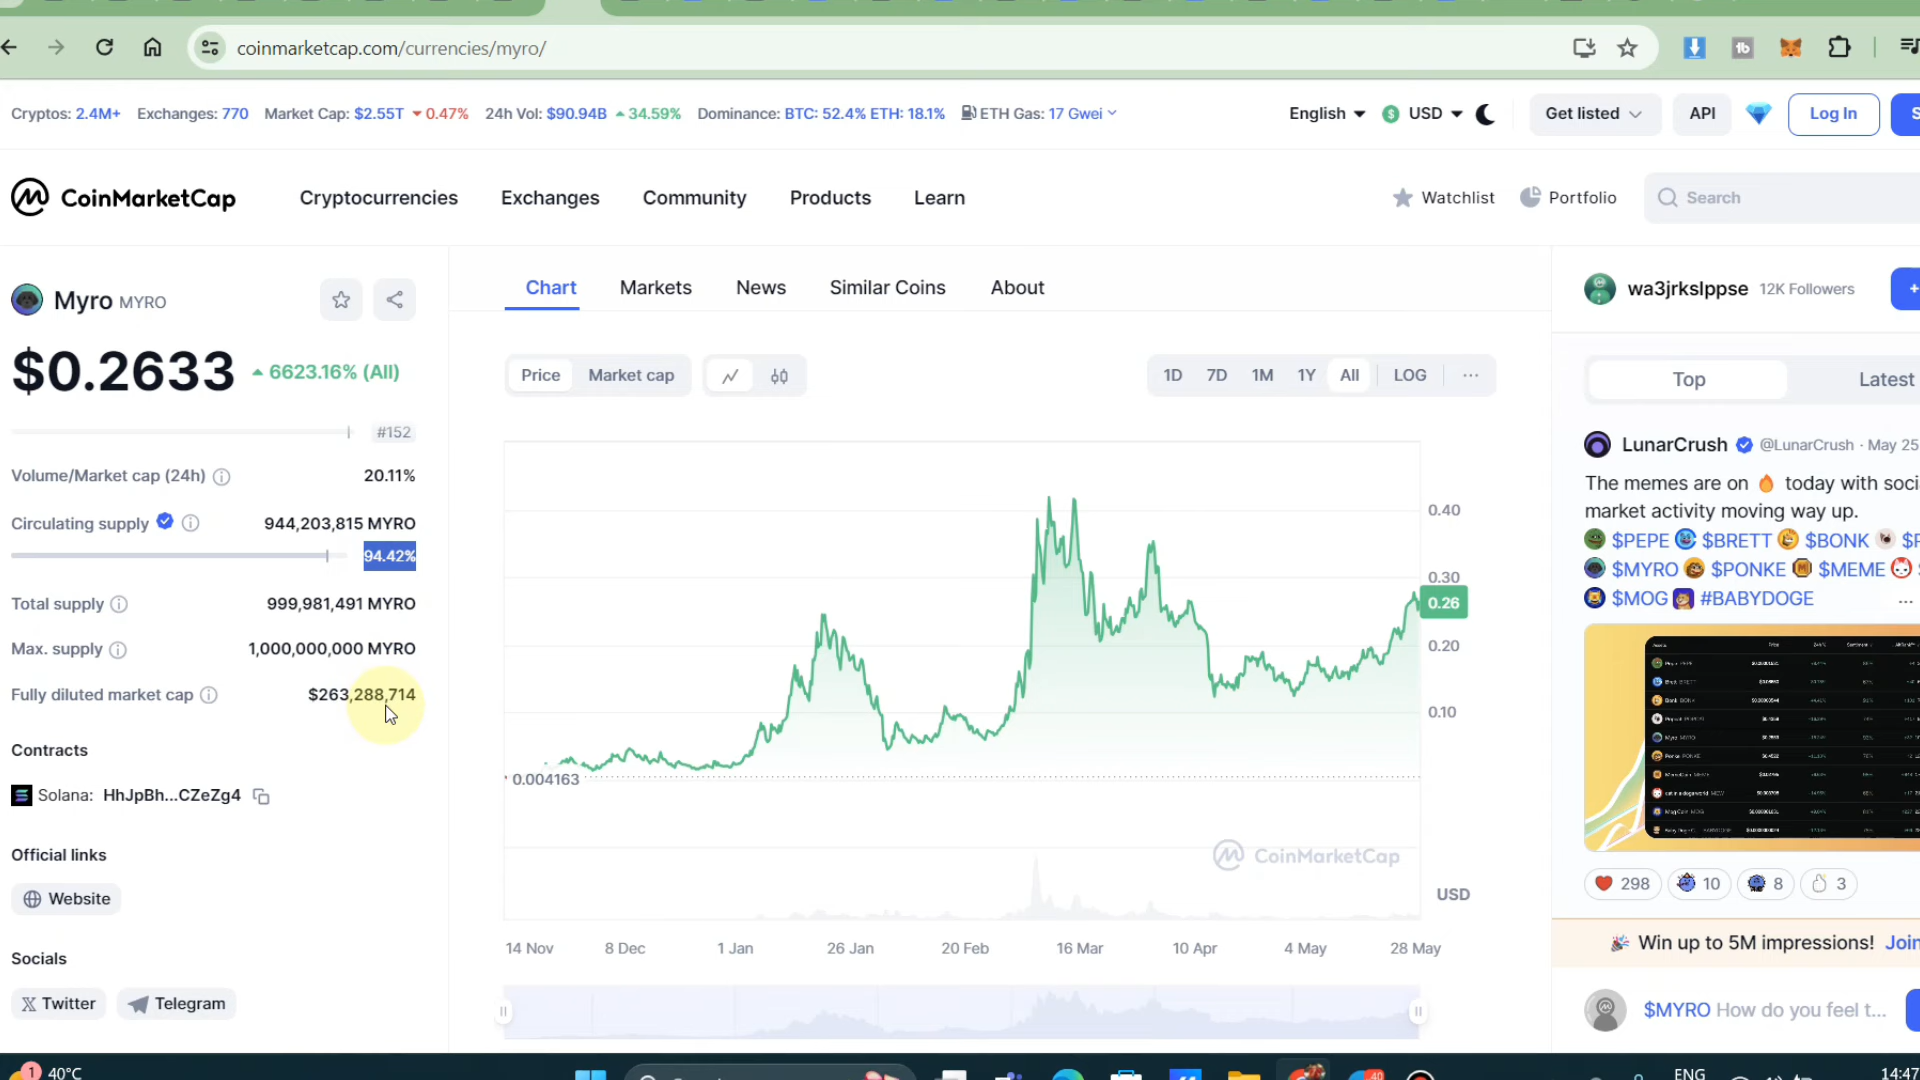 coinmarketcap.com/currencies/myro/
Cryptos: 2.4M+ Exchanges: 770 Market Cap: $2.55T 0.47% 24h Vol: $90.94B 34.59% Dominance: BTC: 52.4% ETH: 18.1% ETH Gas: 17 Gwei
English $ USD Get listed API Log In
CoinMarketCap Cryptocurrencies Exchanges Community Products Learn Watchlist Portfolio Search
Myro MYRO
$0.2633 6623.16% (All)
#152
Volume/Market cap (24h) 20.11%
Circulating supply 944,203,815 MYRO
94.42%
Total supply 999,981,491 MYRO
Max. supply 1,000,000,000 MYRO
Fully diluted market cap $263,288,714
Contracts
Solana: HhJpBh...CZeZg4
Official links
Website
Socials
Twitter Telegram
Chart Markets News Similar Coins About
Price Market cap 1D 7D 1M 1Y All LOG ...
0.40
0.30
0.26
0.20
0.10
0.004163
CoinMarketCap
USD
14 Nov 8 Dec 1 Jan 26 Jan 20 Feb 16 Mar 10 Apr 4 May 28 May
wa3jrkslppse 12K Followers +
Top Latest
LunarCrush @LunarCrush · May 25
The memes are on today with soci
market activity moving way up.
$PEPE $BRETT $BONK
$MYRO $PONKE $MEME
$MOG #BABYDOGE ...
298 10 8 3
Win up to 5M impressions! Join
$MYRO How do you feel t...
1 40°C
40
ENG
14:47